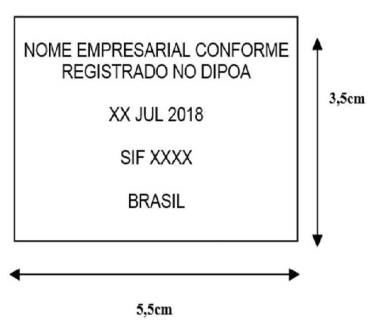 NOME EMPRESARIAL CONFORME
REGISTRADO NO DIPOA
XX JUL 2018
SIF XXXX
BRASIL
3,5cm
5,5cm